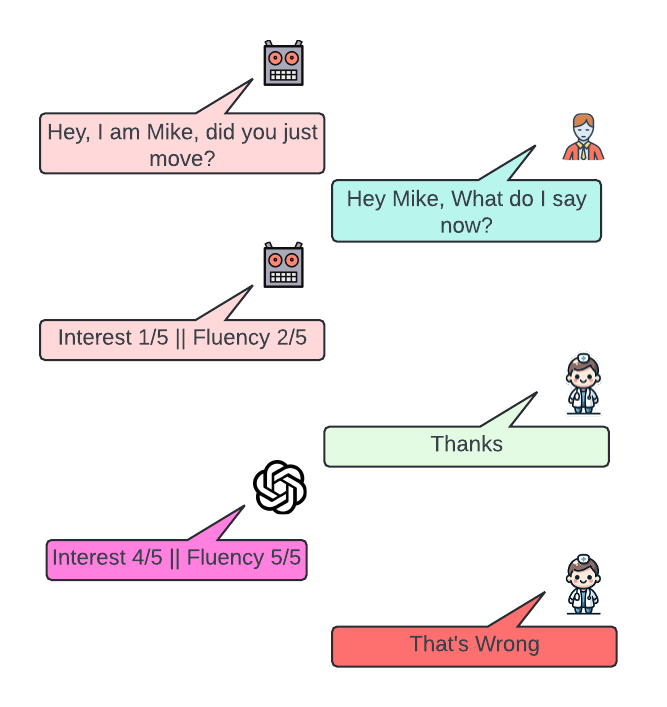 Hey, I am Mike, did you just
move?
Hey Mike, What do I say
now?
Interest 1/5 || Fluency 2/5
Thanks
Interest 4/5 || Fluency 5/5
That's Wrong